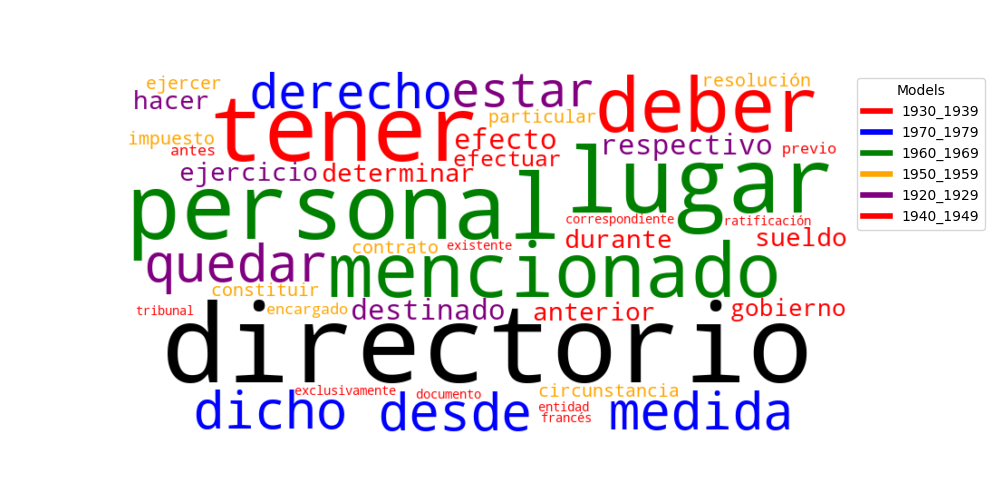 ejercer
derecho
estar
resolución
hacer
tener
particular
deber
impuesto
antes
efecto
respectivo
previo
ejercicio
determinar
efectuar
lugar
personal
correspondiente
ratificación
quedar
contrato
existente
durante
sueldo
mencionado
constituir
tribunal
encargado
destinado
anterior
gobierno
directorio
exclusivamente
documento
circunstancia
dicho
desde
entidad
francés
medida
Models
1930_1939
1970_1979
1960_1969
1950_1959
1920_1929
1940_1949